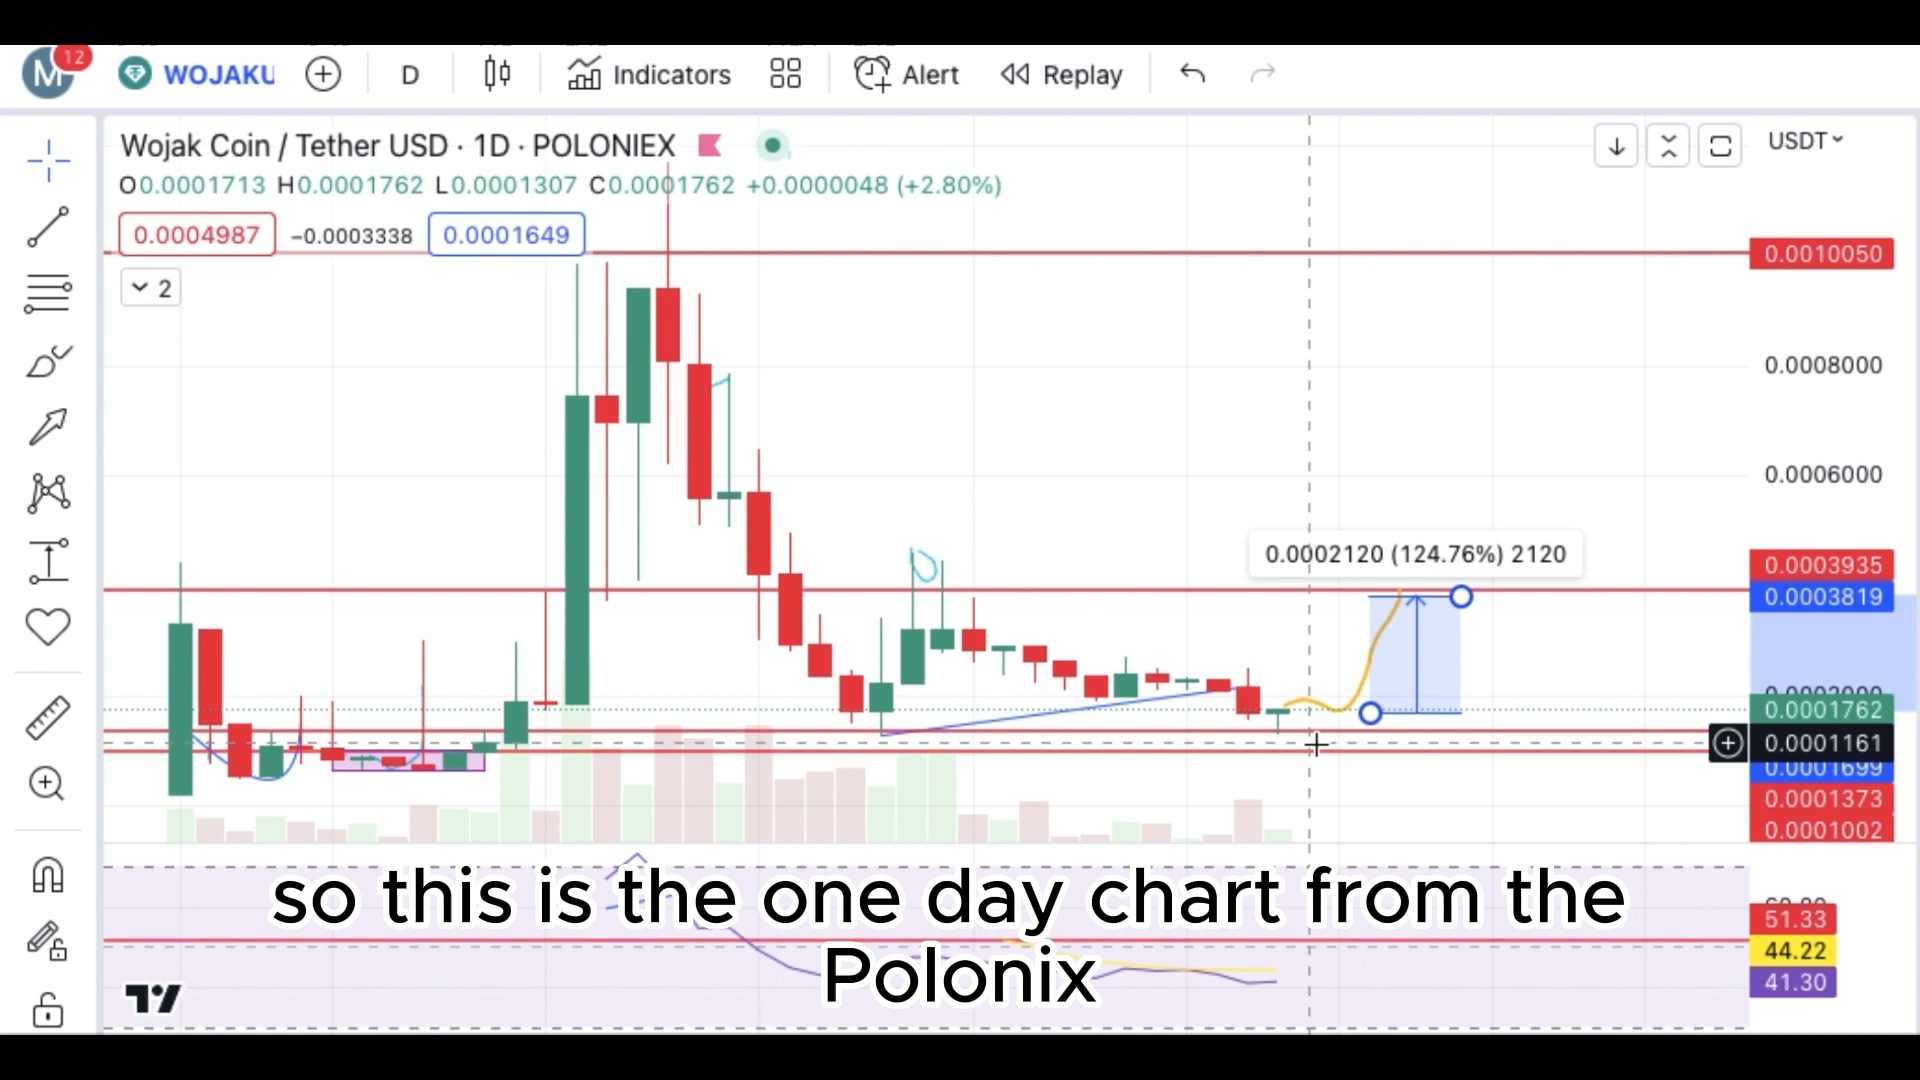 M 12 WOJAKU D Indicators Alert Replay
Wojak Coin / Tether USD · 1D · POLONIEX USDT
O0.0001713 H0.0001762 L0.0001307 C0.0001762 +0.0000048 (+2.80%)
0.0004987 −0.0003338 0.0001649
0.0010050
2
0.0008000
0.0006000
0.0002120 (124.76%) 2120
0.0003935
0.0003819
0.0001762
0.0001161
0.0001699
0.0001373
0.0001002
so this is the one day chart from the
Polonix
51.33
44.22
41.30